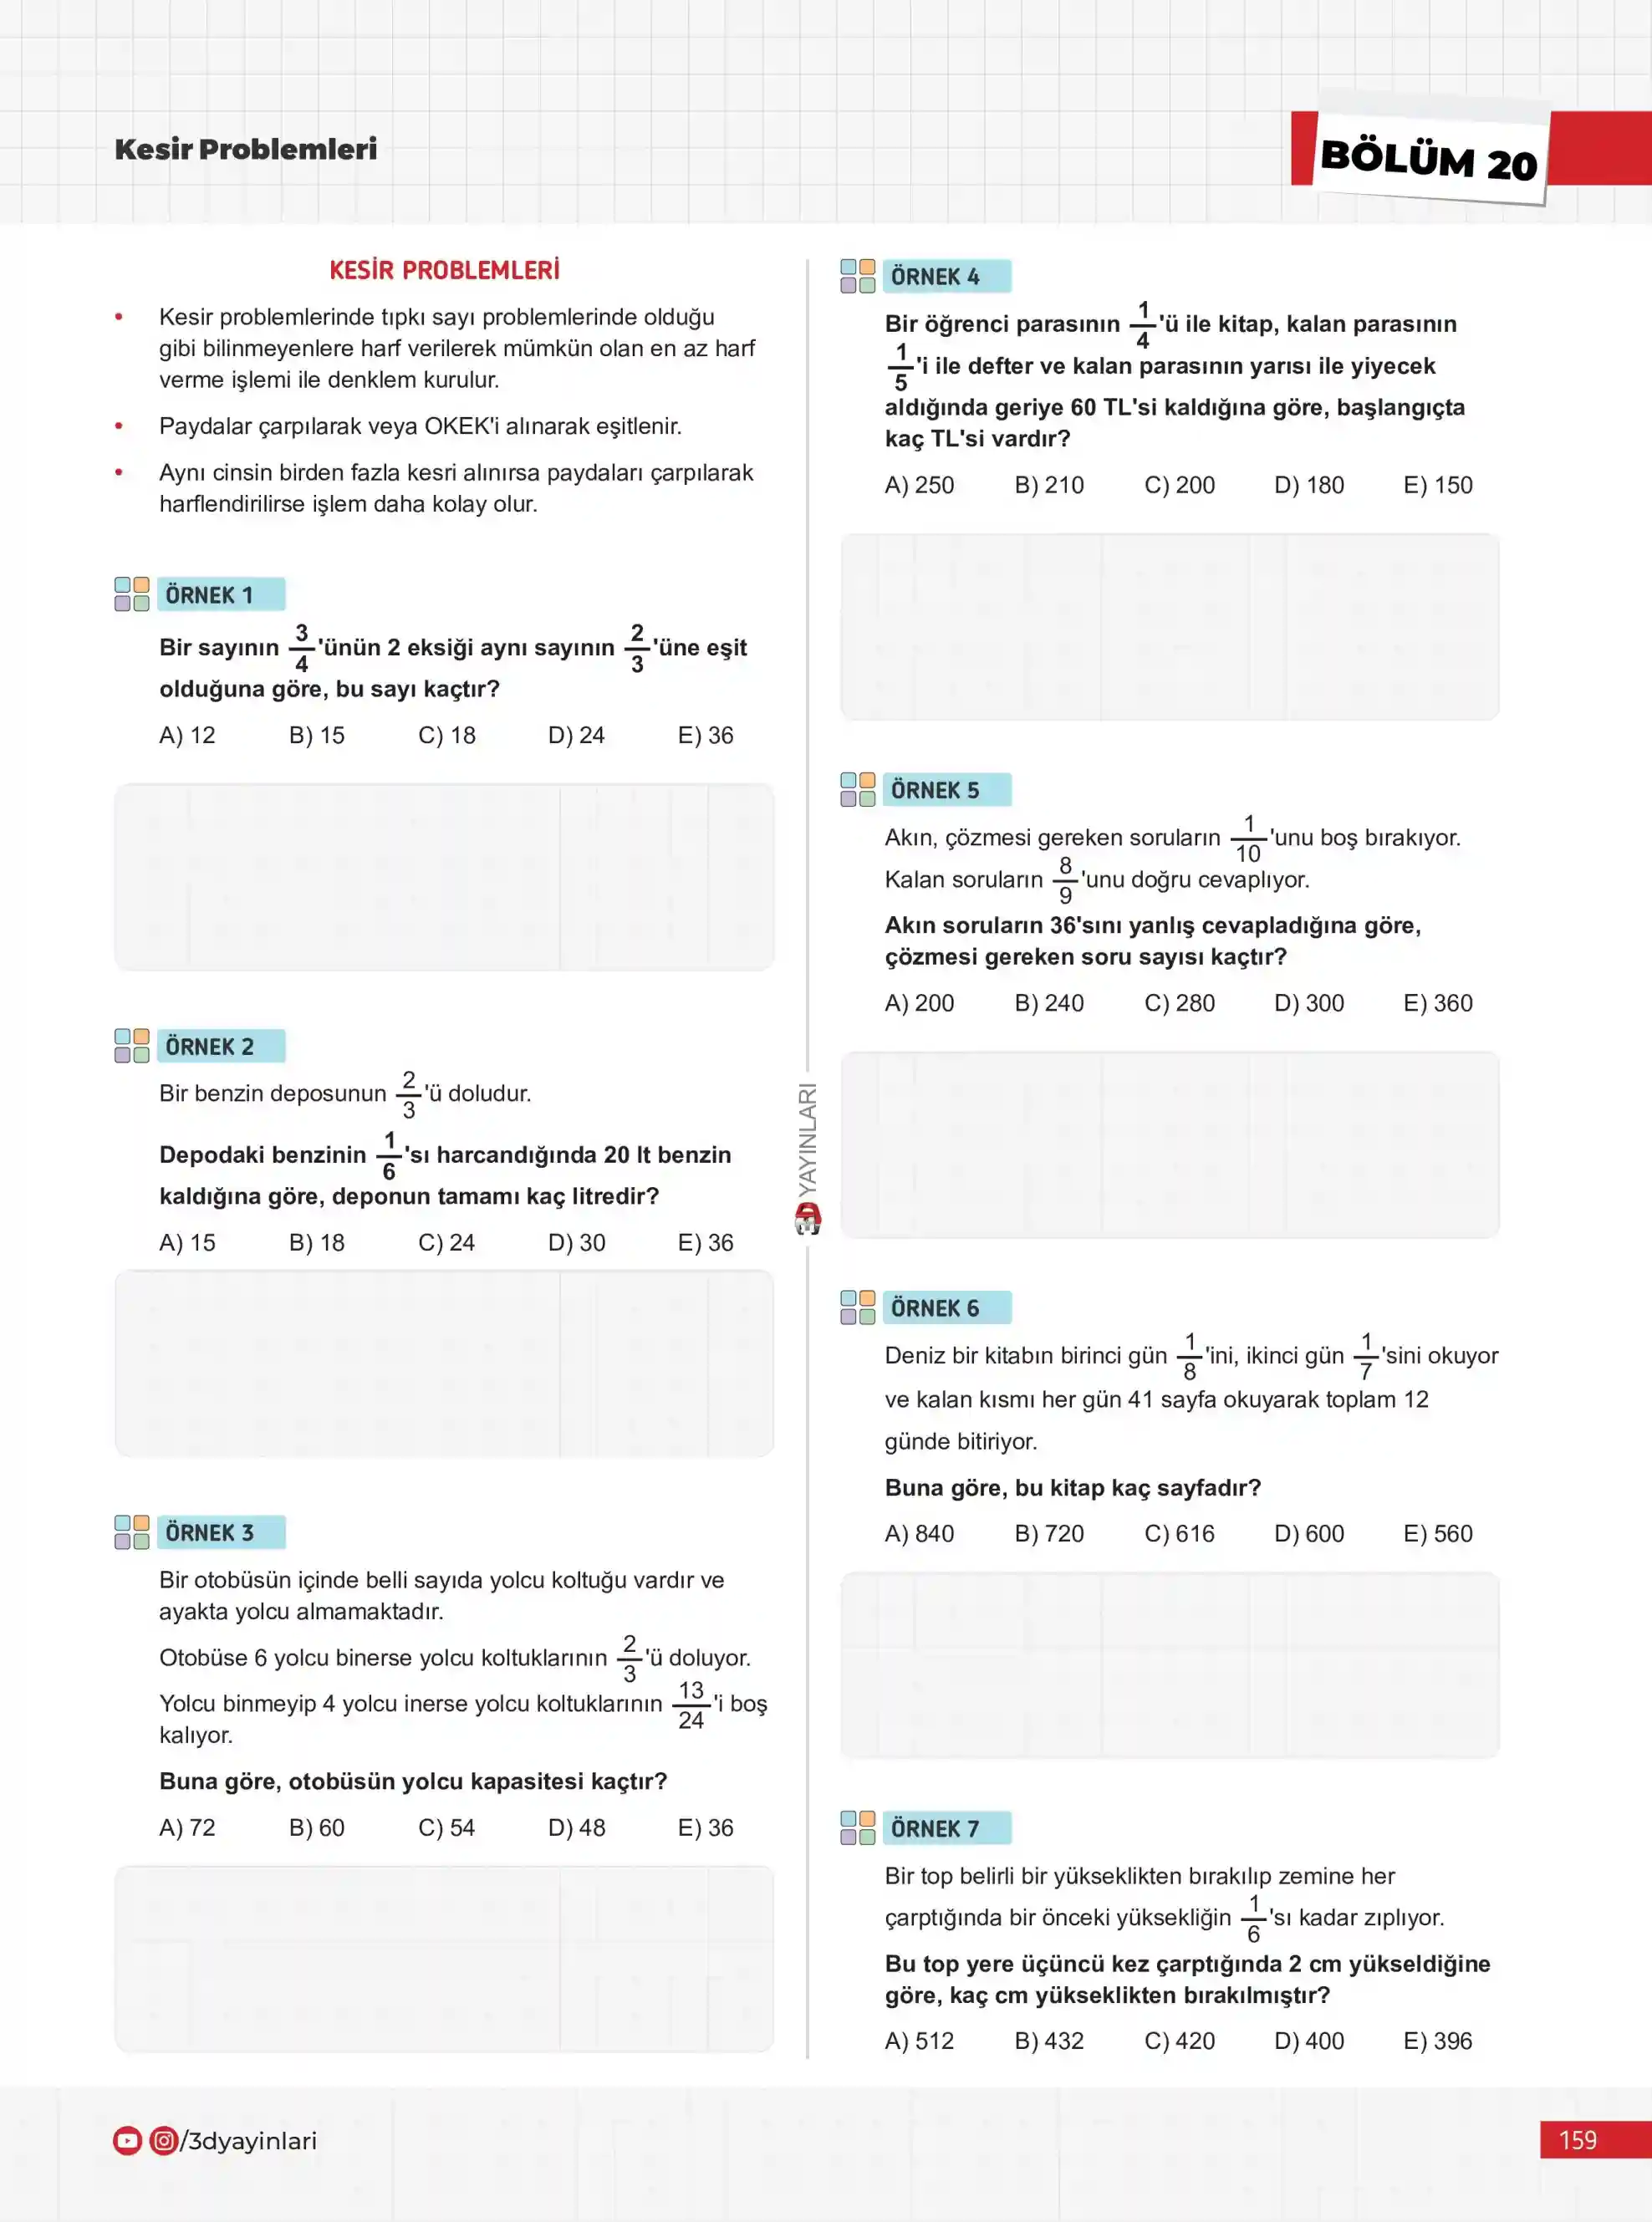 Kesir Problemleri
BÖLÜM 20
KESİR PROBLEMLERİ
• Kesir problemlerinde tıpkı sayı problemlerinde olduğu
gibi bilinmeyenlere harf verilerek mümkün olan en az harf
verme işlemi ile denklem kurulur.
• Paydalar çarpılarak veya OKEK'i alınarak eşitlenir.
• Aynı cinsin birden fazla kesri alınırsa paydaları çarpılarak
harflendirilirse işlem daha kolay olur.
ÖRNEK 1
Bir sayının 3/4'ünün 2 eksiği aynı sayının 2/3'üne eşit
olduğuna göre, bu sayı kaçtır?
A) 12 B) 15 C) 18 D) 24 E) 36
ÖRNEK 2
Bir benzin deposunun 2/3'ü doludur.
Depodaki benzinin 1/6'sı harcandığında 20 lt benzin
kaldığına göre, deponun tamamı kaç litredir?
A) 15 B) 18 C) 24 D) 30 E) 36
ÖRNEK 3
Bir otobüsün içinde belli sayıda yolcu koltuğu vardır ve
ayakta yolcu almamaktadır.
Otobüse 6 yolcu binerse yolcu koltuklarının 2/3'ü doluyor.
Yolcu binmeyip 4 yolcu inerse yolcu koltuklarının 13/24'i boş
kalıyor.
Buna göre, otobüsün yolcu kapasitesi kaçtır?
A) 72 B) 60 C) 54 D) 48 E) 36
YAYINLARI
ÖRNEK 4
Bir öğrenci parasının 1/4'ü ile kitap, kalan parasının
1/5'i ile defter ve kalan parasının yarısı ile yiyecek
aldığında geriye 60 TL'si kaldığına göre, başlangıçta
kaç TL'si vardır?
A) 250 B) 210 C) 200 D) 180 E) 150
ÖRNEK 5
Akın, çözmesi gereken soruların 1/10'unu boş bırakıyor.
Kalan soruların 8/9'unu doğru cevaplıyor.
Akın soruların 36'sını yanlış cevapladığına göre,
çözmesi gereken soru sayısı kaçtır?
A) 200 B) 240 C) 280 D) 300 E) 360
ÖRNEK 6
Deniz bir kitabın birinci gün 1/8'ini, ikinci gün 1/7'sini okuyor
ve kalan kısmı her gün 41 sayfa okuyarak toplam 12
günde bitiriyor.
Buna göre, bu kitap kaç sayfadır?
A) 840 B) 720 C) 616 D) 600 E) 560
ÖRNEK 7
Bir top belirli bir yükseklikten bırakılıp zemine her
çarptığında bir önceki yüksekliğin 1/6'sı kadar zıplıyor.
Bu top yere üçüncü kez çarptığında 2 cm yükseldiğine
göre, kaç cm yükseklikten bırakılmıştır?
A) 512 B) 432 C) 420 D) 400 E) 396
/3dyayinlari
159